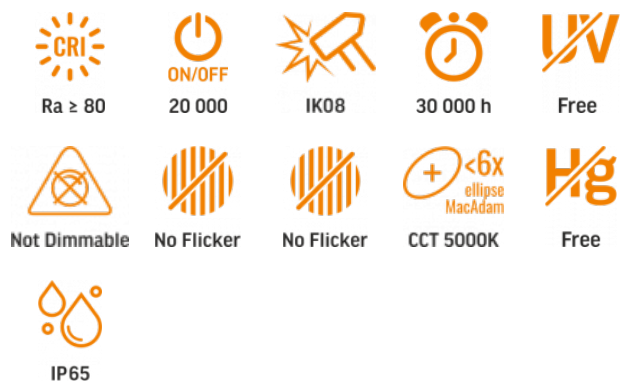 CRI
ON/OFF
UV
Ra ≥ 80
20 000
IK08
30 000 h
Free
<6x
ellipse
MacAdam
Hg
Not Dimmable
No Flicker
No Flicker
CCT 5000K
Free
IP65